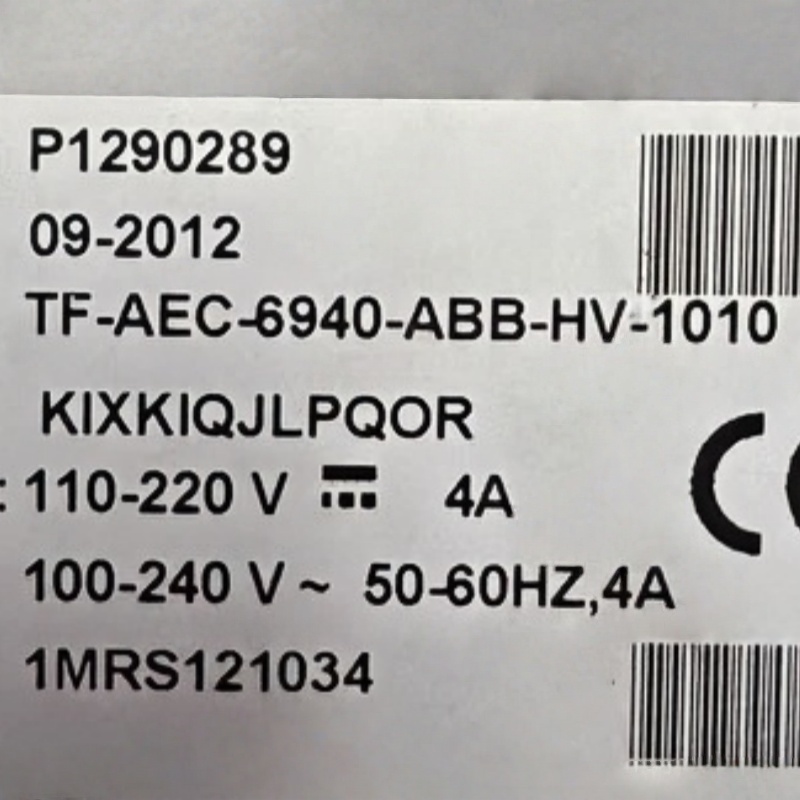 P1290289
09-2012
TF-AEC-6940-ABB-HV-1010
KIXKIQJLPQOR
: 110-220 V ⎓ 4A
100-240 V ~ 50-60HZ,4A
1MRS121034
CE